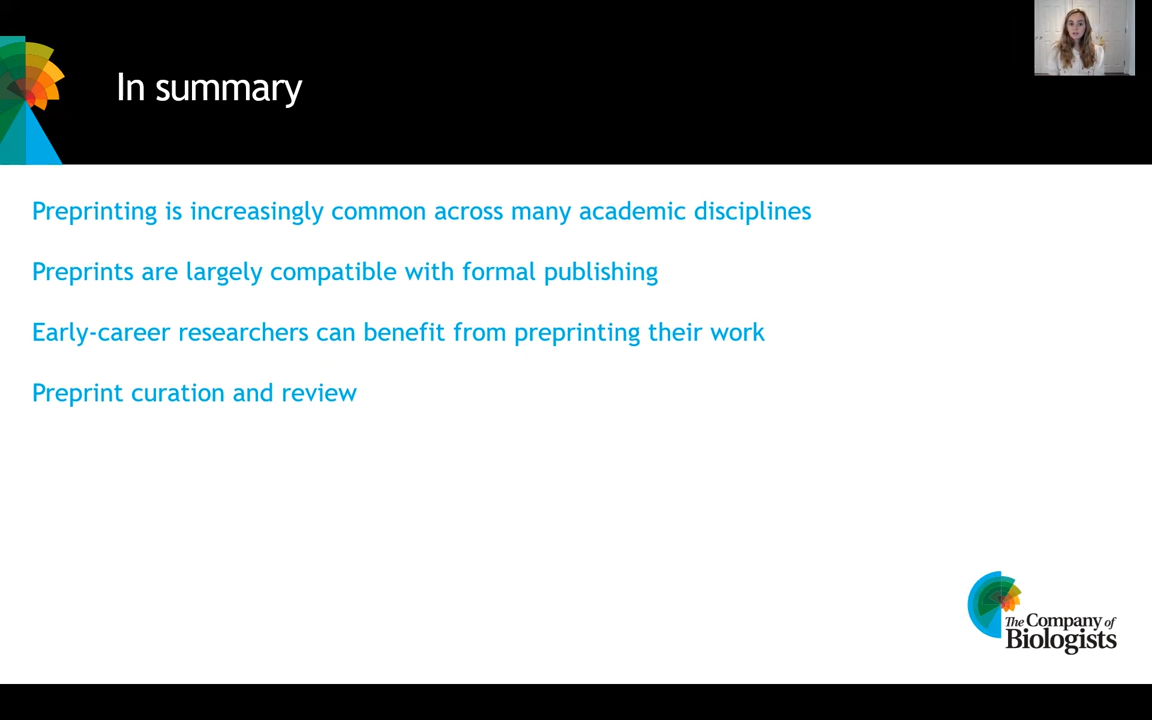 In summary
Preprinting is increasingly common across many academic disciplines
Preprints are largely compatible with formal publishing
Early-career researchers can benefit from preprinting their work
Preprint curation and review
The Company of
Biologists